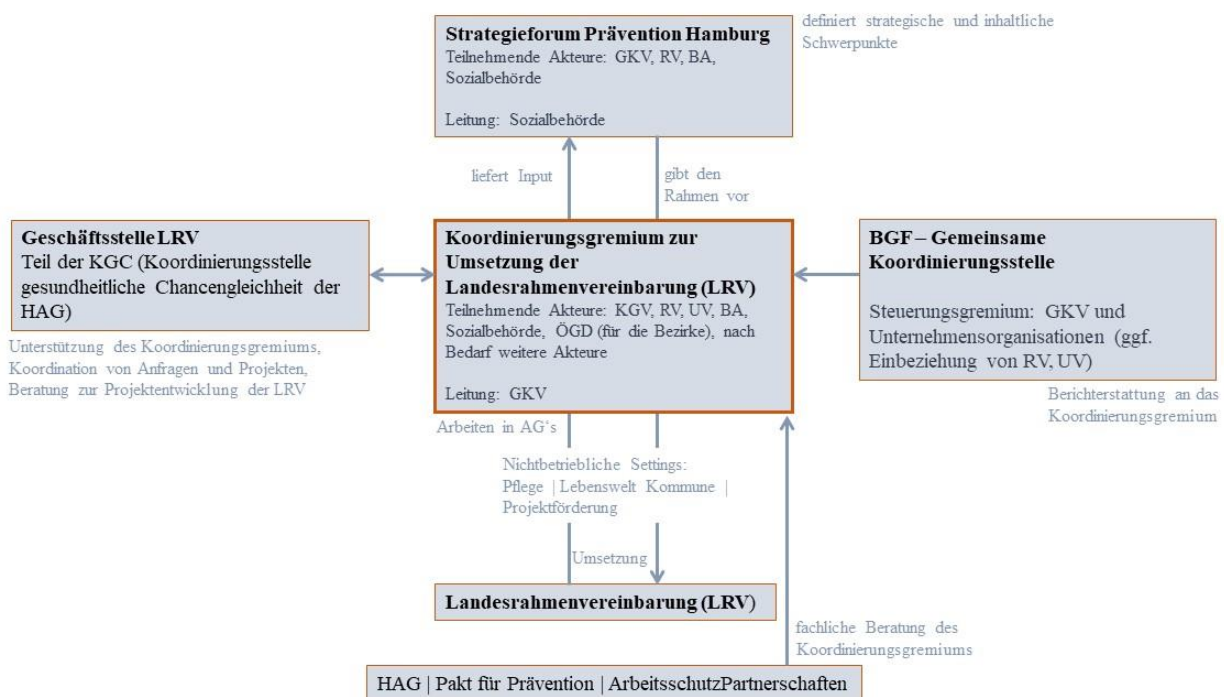 Strategieforum Prävention Hamburg
Teilnehmende Akteure: GKV, RV, BA,
Sozialbehörde
Leitung: Sozialbehörde
definiert strategische und inhaltliche
Schwerpunkte
liefert Input
gibt den
Rahmen vor
Geschäftsstelle LRV
Teil der KGC (Koordinierungsstelle
gesundheitliche Chancengleichheit der
HAG)
Unterstützung des Koordinierungsgremiums,
Koordination von Anfragen und Projekten,
Beratung zur Projektentwicklung der LRV
Koordinierungsgremium zur
Umsetzung der
Landesrahmenvereinbarung (LRV)
Teilnehmende Akteure: KGV, RV, UV, BA,
Sozialbehörde, ÖGD (für die Bezirke), nach
Bedarf weitere Akteure
Leitung: GKV
BGF – Gemeinsame
Koordinierungsstelle
Steuerungsgremium: GKV und
Unternehmensorganisationen (ggf.
Einbeziehung von RV, UV)
Berichterstattung an das
Koordinierungsgremium
Arbeiten in AG‘s
Nichtbetriebliche Settings:
Pflege | Lebenswelt Kommune |
Projektförderung
Umsetzung
Landesrahmenvereinbarung (LRV)
fachliche Beratung des
Koordinierungsgremiums
HAG | Pakt für Prävention | ArbeitsschutzPartnerschaften